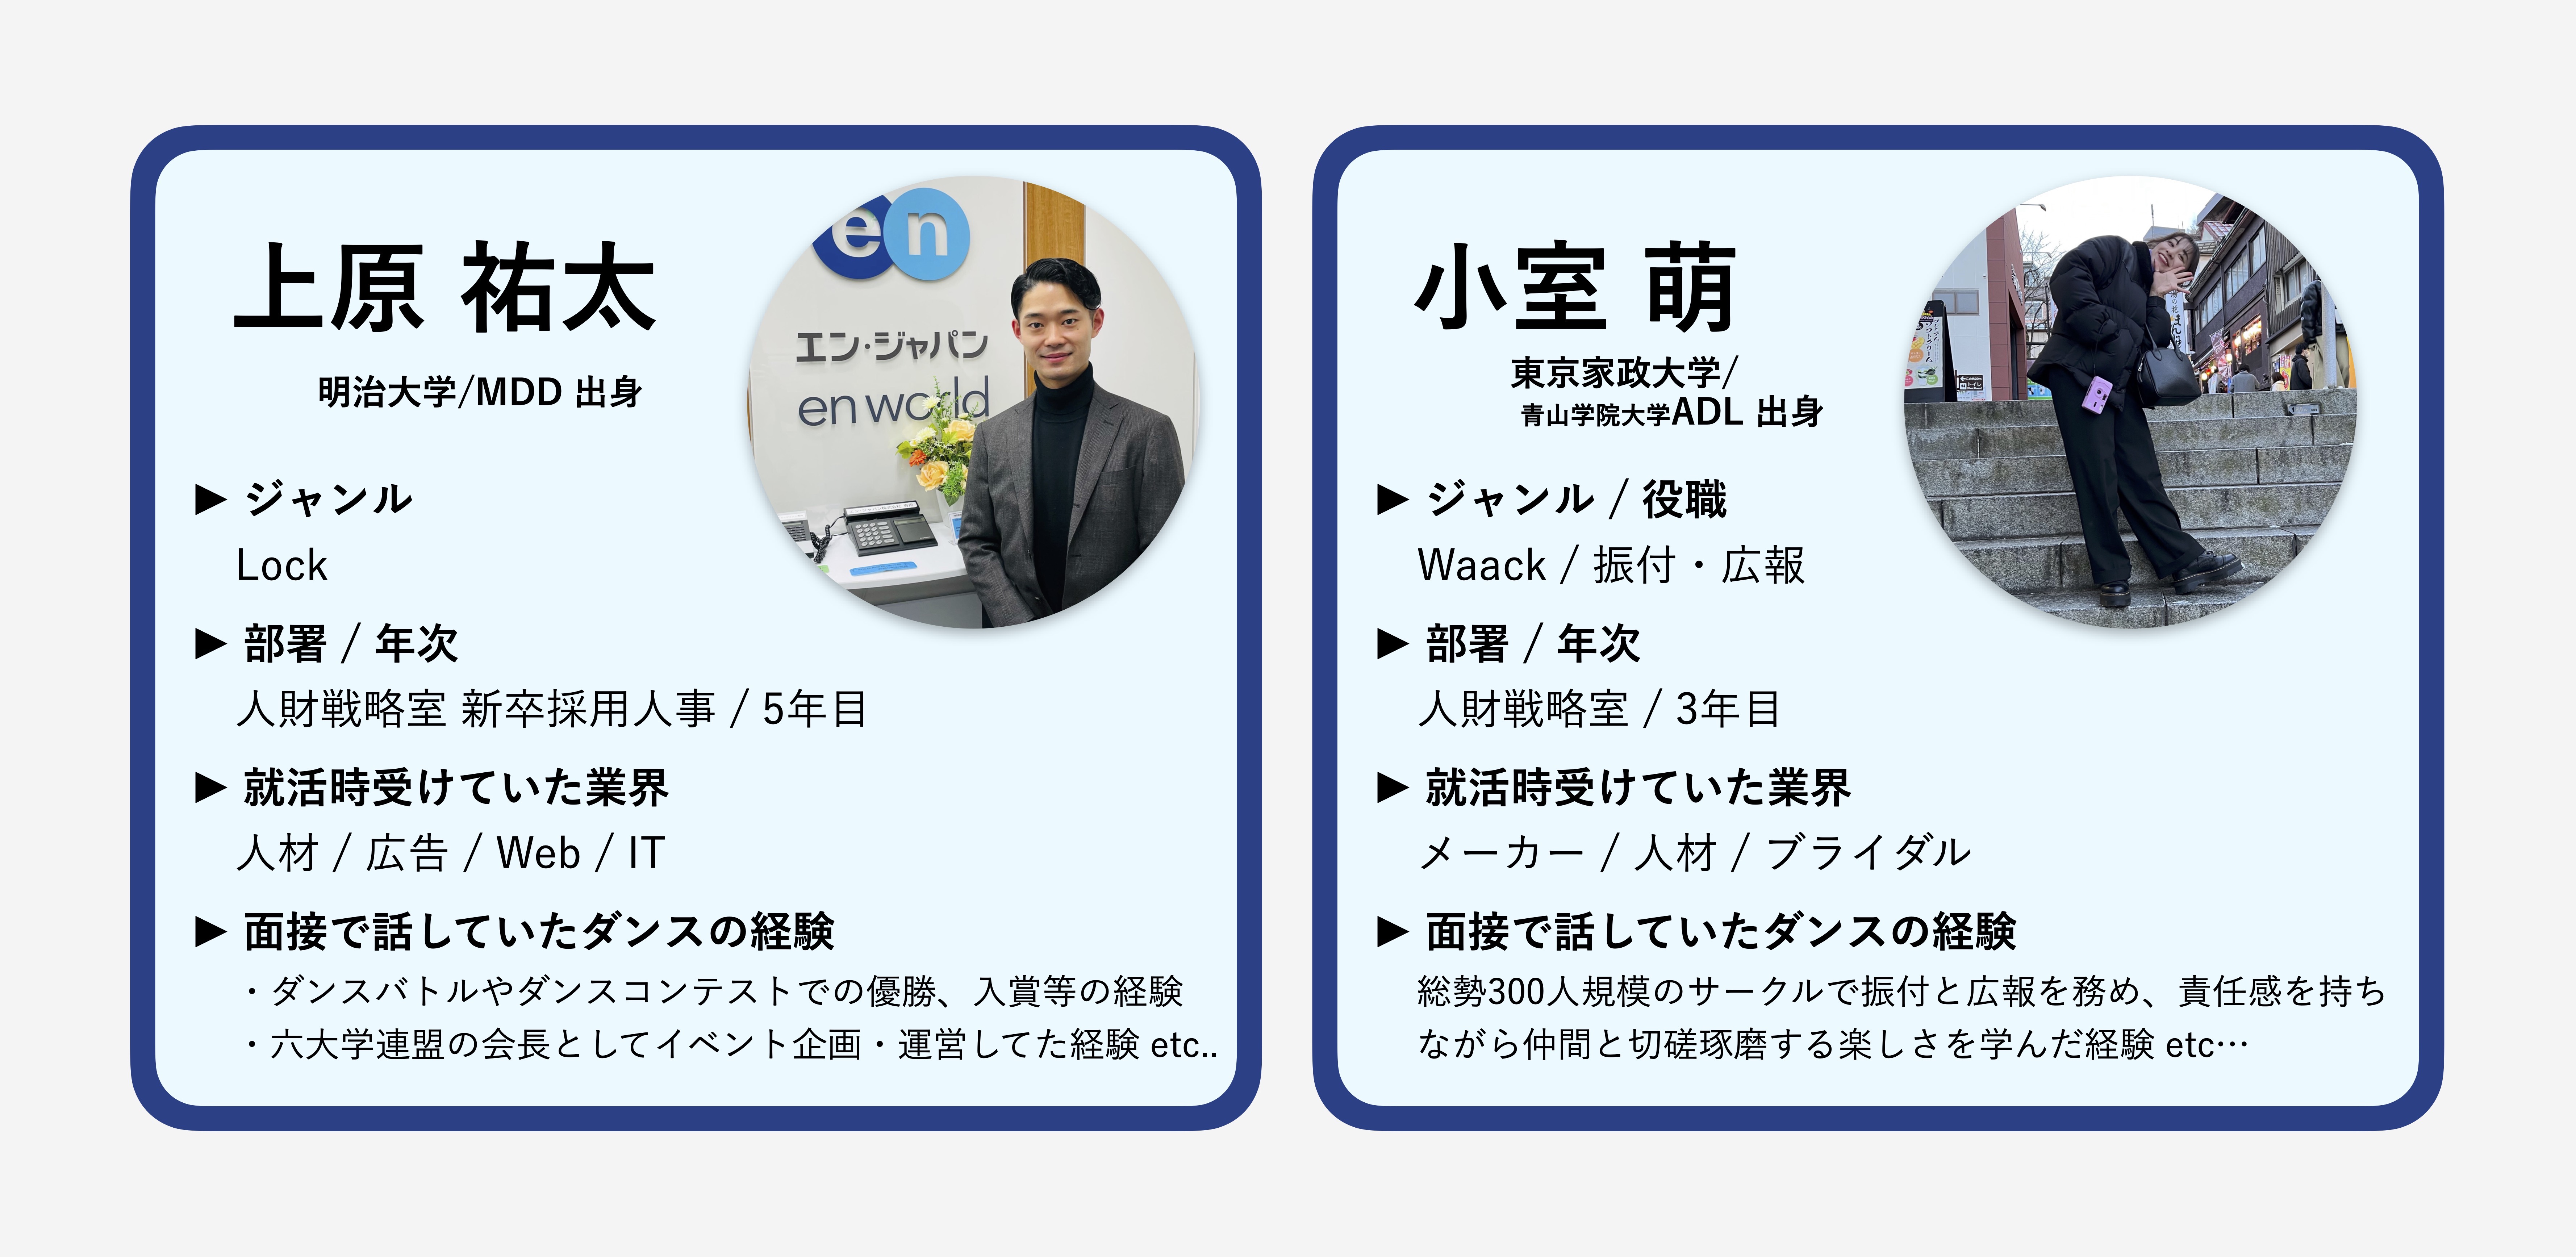 上原 祐太
明治大学/MDD 出身
en
エン・ジャパン
en world
▶ ジャンル
Lock
▶ 部署 / 年次
人財戦略室 新卒採用人事 / 5年目
▶ 就活時受けていた業界
人材 / 広告 / Web / IT
▶ 面接で話していたダンスの経験
・ダンスバトルやダンスコンテストでの優勝、入賞等の経験
・六大学連盟の会長としてイベント企画・運営してた経験 etc..
小室 萌
東京家政大学/
青山学院大学ADL 出身
▶ ジャンル / 役職
Waack / 振付・広報
▶ 部署 / 年次
人財戦略室 / 3年目
▶ 就活時受けていた業界
メーカー / 人材 / ブライダル
▶ 面接で話していたダンスの経験
総勢300人規模のサークルで振付と広報を務め、責任感を持ち
ながら仲間と切磋琢磨する楽しさを学んだ経験 etc…
トイレ